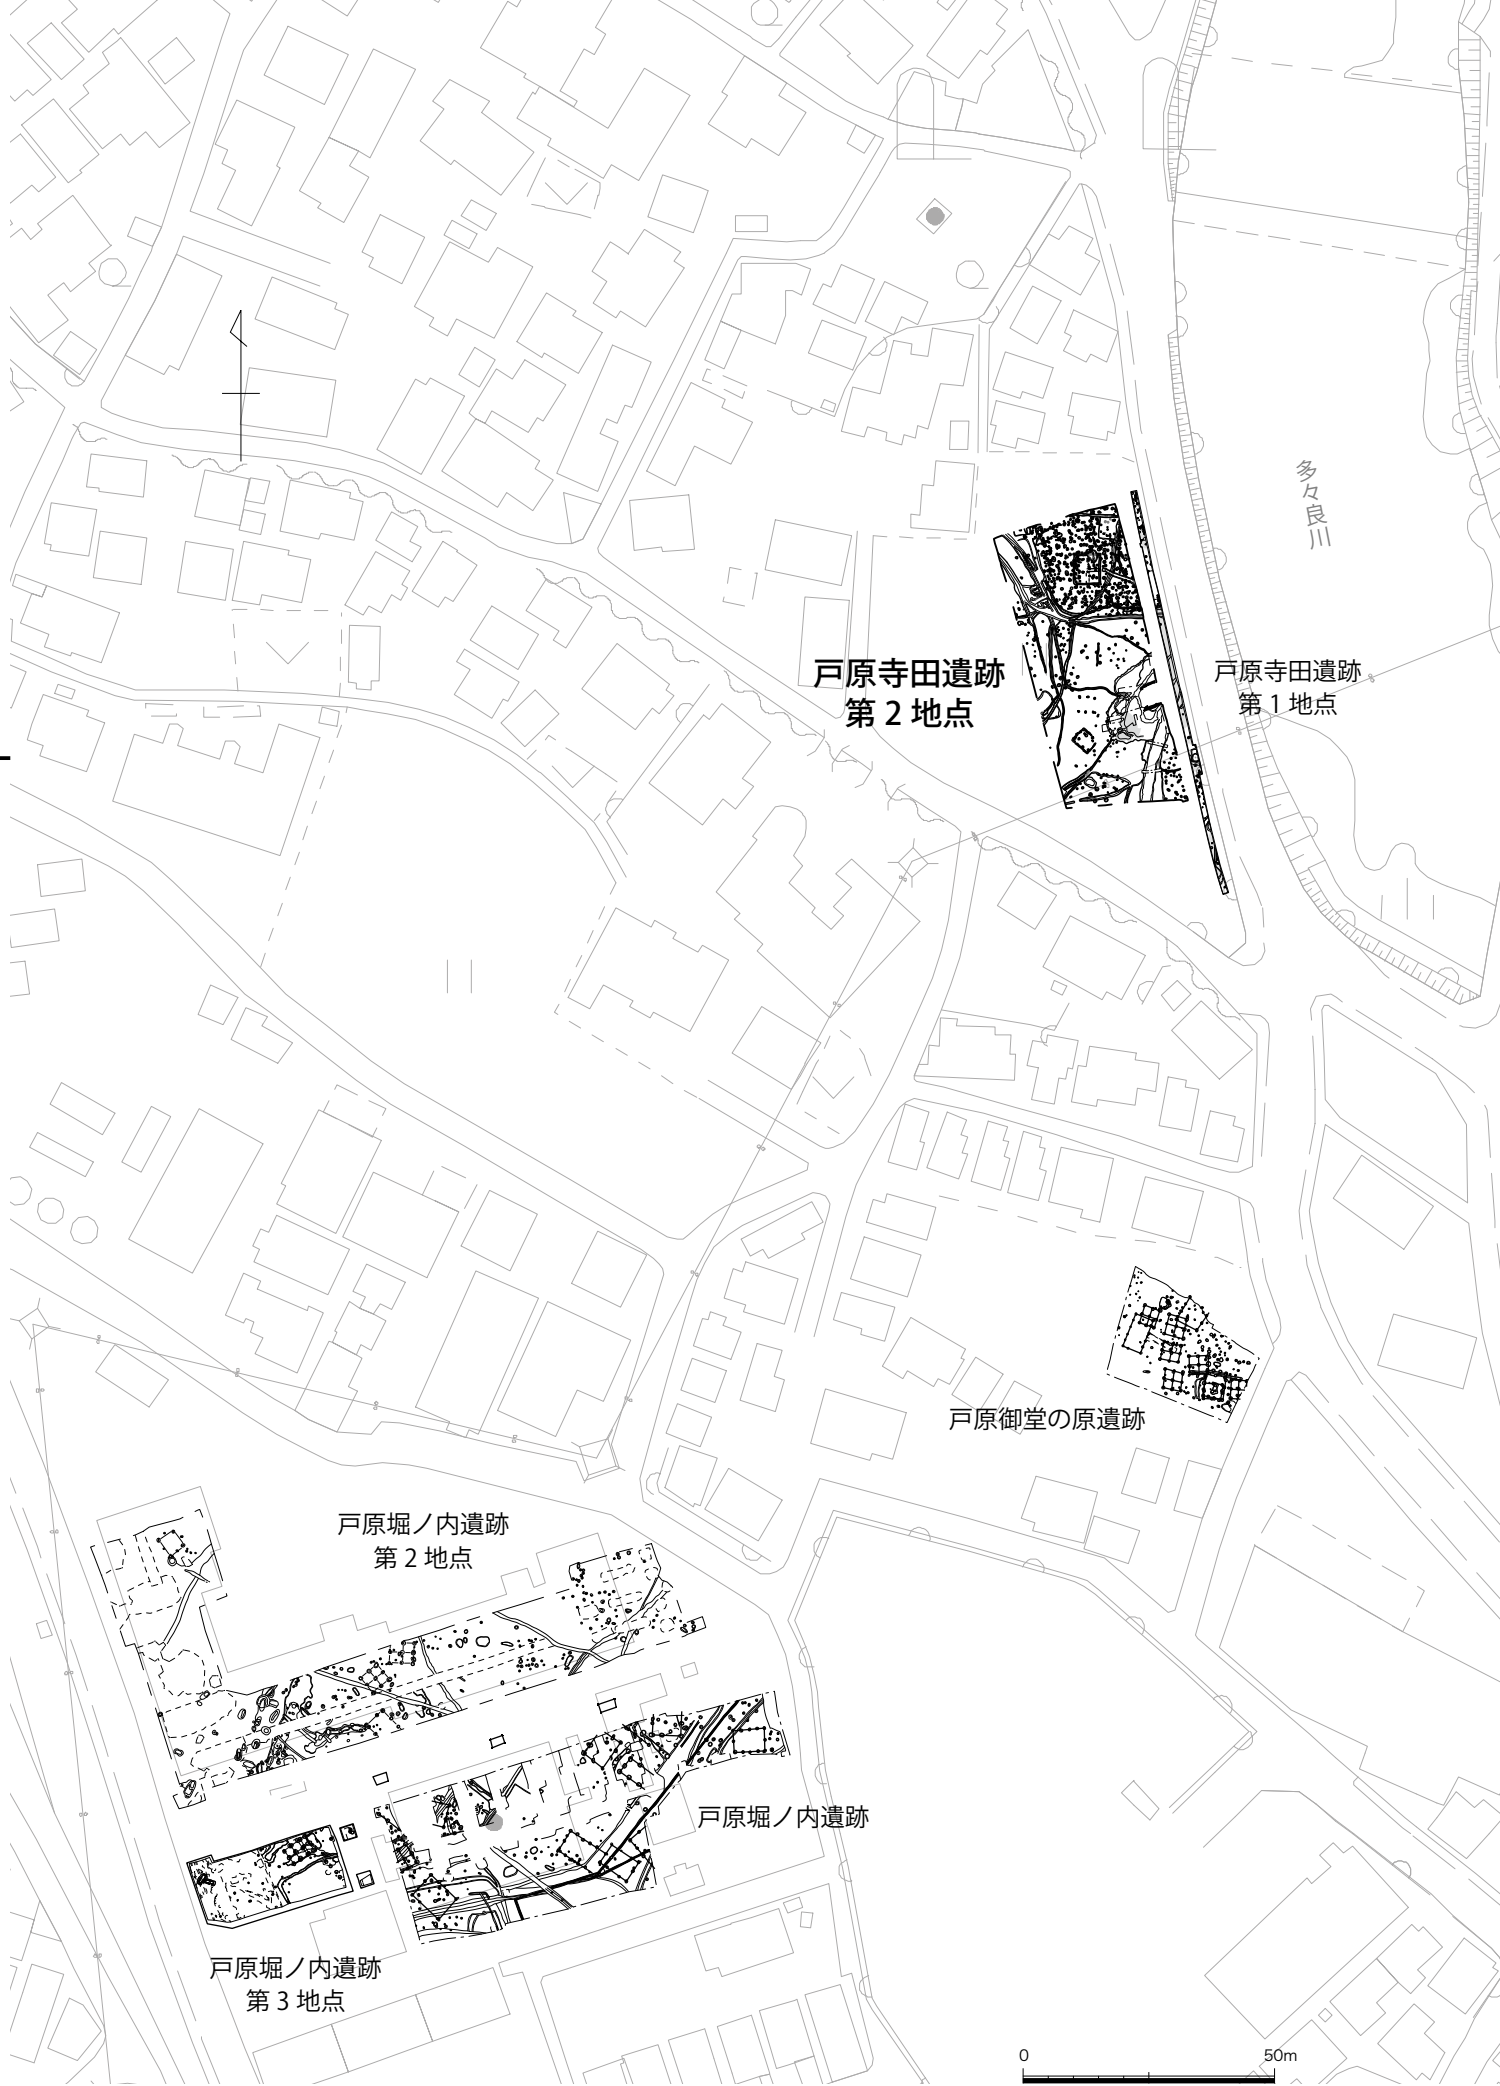 多々良川
戸原寺田遺跡
第 2 地点
戸原寺田遺跡
第 1 地点
戸原御堂の原遺跡
戸原堀ノ内遺跡
第 2 地点
戸原堀ノ内遺跡
戸原堀ノ内遺跡
第 3 地点
0
50m